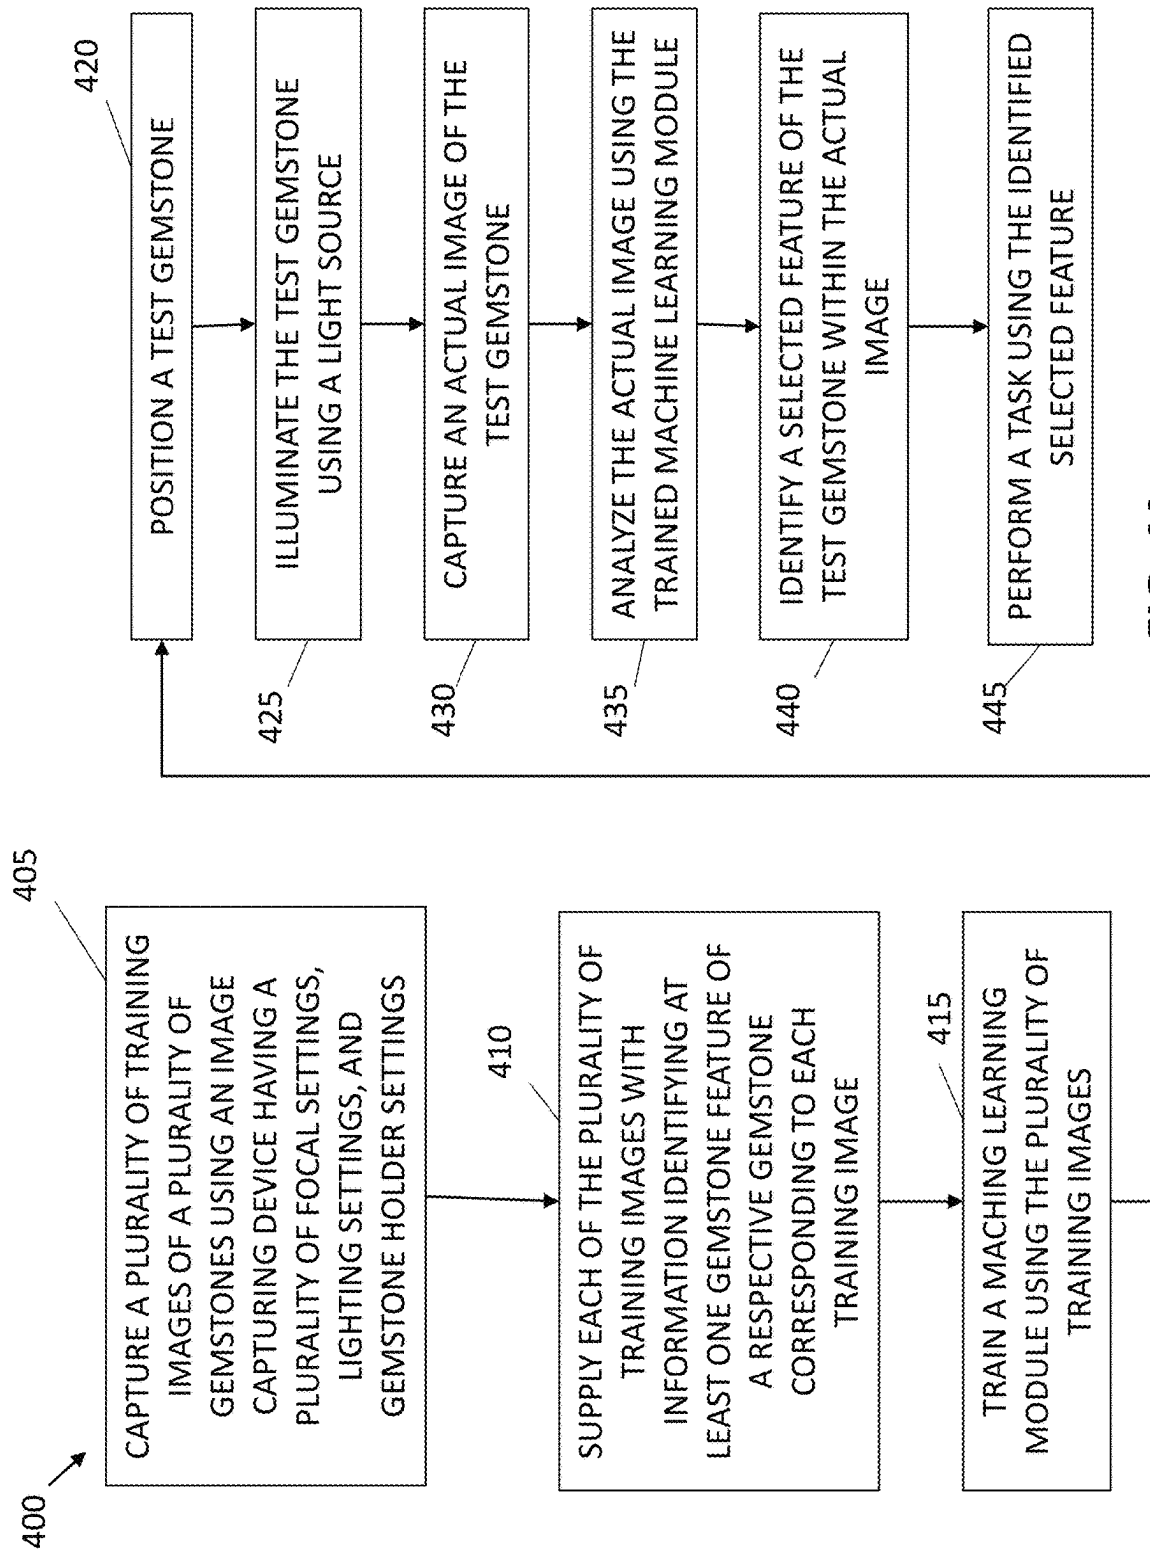 400
405
CAPTURE A PLURALITY OF TRAINING
IMAGES OF A PLURALITY OF
GEMSTONES USING AN IMAGE
CAPTURING DEVICE HAVING A
PLURALITY OF FOCAL SETTINGS,
LIGHTING SETTINGS, AND
GEMSTONE HOLDER SETTINGS
410
SUPPLY EACH OF THE PLURALITY OF
TRAINING IMAGES WITH
INFORMATION IDENTIFYING AT
LEAST ONE GEMSTONE FEATURE OF
A RESPECTIVE GEMSTONE
CORRESPONDING TO EACH
TRAINING IMAGE
415
TRAIN A MACHING LEARNING
MODULE USING THE PLURALITY OF
TRAINING IMAGES
420
POSITION A TEST GEMSTONE
425
ILLUMINATE THE TEST GEMSTONE
USING A LIGHT SOURCE
430
CAPTURE AN ACTUAL IMAGE OF THE
TEST GEMSTONE
435
ANALYZE THE ACTUAL IMAGE USING THE
TRAINED MACHINE LEARNING MODULE
440
IDENTIFY A SELECTED FEATURE OF THE
TEST GEMSTONE WITHIN THE ACTUAL
IMAGE
445
PERFORM A TASK USING THE IDENTIFIED
SELECTED FEATURE